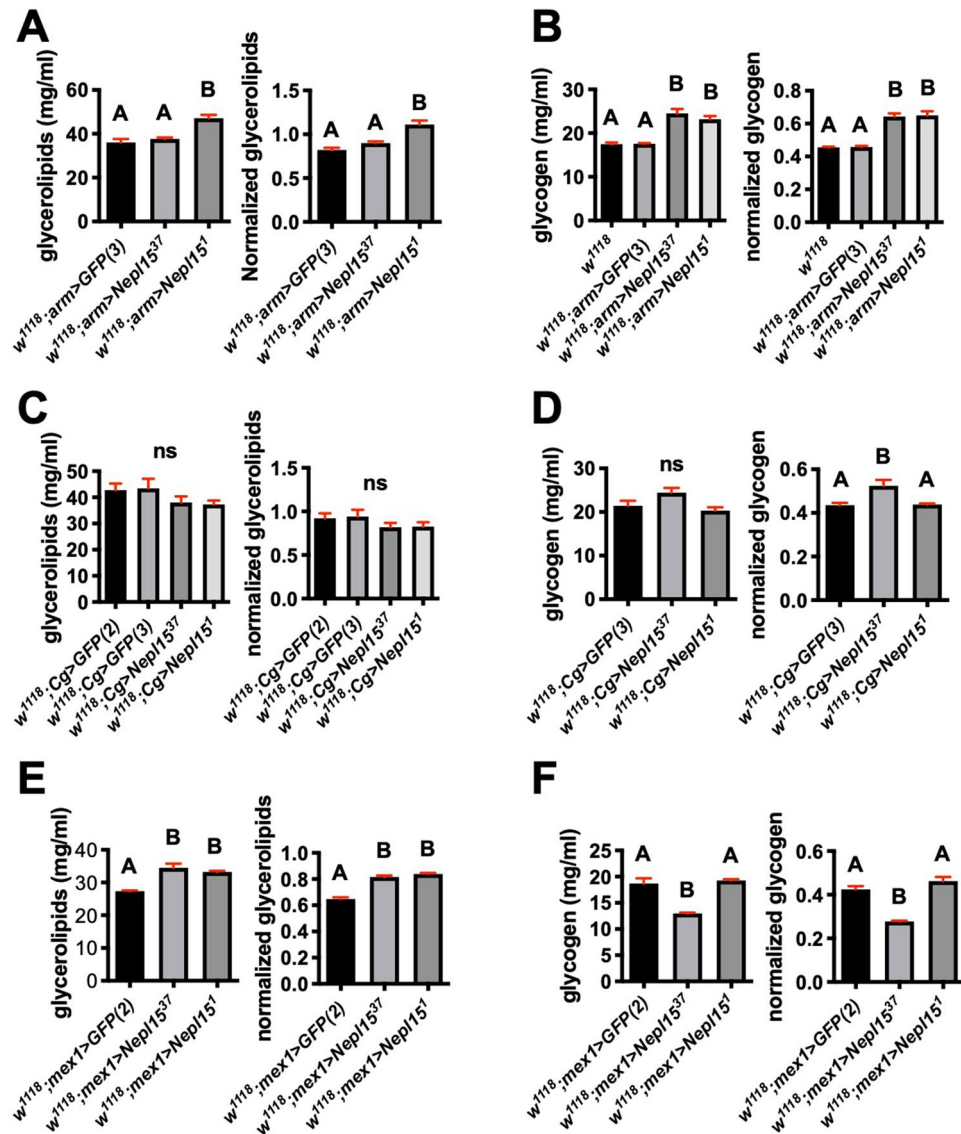 A
glycerolipids (mg/ml)
60
40
20
0
A
A
B
w1118;arm>GFP(3)
w1118;arm>Nepl1537
w1118;arm>Nepl151
Normalized glycerolipids
1.5
1.0
0.5
0.0
A
A
B
w1118;arm>GFP(3)
w1118;arm>Nepl1537
w1118;arm>Nepl151
B
glycogen (mg/ml)
30
20
10
0
A
A
B
B
w1118
w1118;arm>GFP(3)
w1118;arm>Nepl1537
w1118;arm>Nepl151
normalized glycogen
0.8
0.6
0.4
0.2
0.0
A
A
B
B
w1118
w1118;arm>GFP(3)
w1118;arm>Nepl1537
w1118;arm>Nepl151
C
glycerolipids (mg/ml)
50
40
30
20
10
0
ns
w1118;Cg>GFP(2)
w1118;Cg>GFP(3)
w1118;Cg>Nepl1537
w1118;Cg>Nepl151
normalized glycerolipids
1.5
1.0
0.5
0.0
ns
w1118;Cg>GFP(2)
w1118;Cg>GFP(3)
w1118;Cg>Nepl1537
w1118;Cg>Nepl151
D
glycogen (mg/ml)
30
20
10
0
ns
w1118;Cg>GFP(3)
w1118;Cg>Nepl1537
w1118;Cg>Nepl151
normalized glycogen
0.6
0.4
0.2
0.0
A
B
A
w1118;Cg>GFP(3)
w1118;Cg>Nepl1537
w1118;Cg>Nepl151
E
glycerolipids (mg/ml)
40
30
20
10
0
A
B
B
w1118;mex1>GFP(2)
w1118;mex1>Nepl1537
w1118;mex1>Nepl151
normalized glycerolipids
1.0
0.8
0.6
0.4
0.2
0.0
A
B
B
w1118;mex1>GFP(2)
w1118;mex1>Nepl1537
w1118;mex1>Nepl151
F
glycogen (mg/ml)
25
20
15
10
5
0
A
B
A
w1118;mex1>GFP(2)
w1118;mex1>Nepl1537
w1118;mex1>Nepl151
normalized glycogen
0.6
0.4
0.2
0.0
A
B
A
w1118;mex1>GFP(2)
w1118;mex1>Nepl1537
w1118;mex1>Nepl151